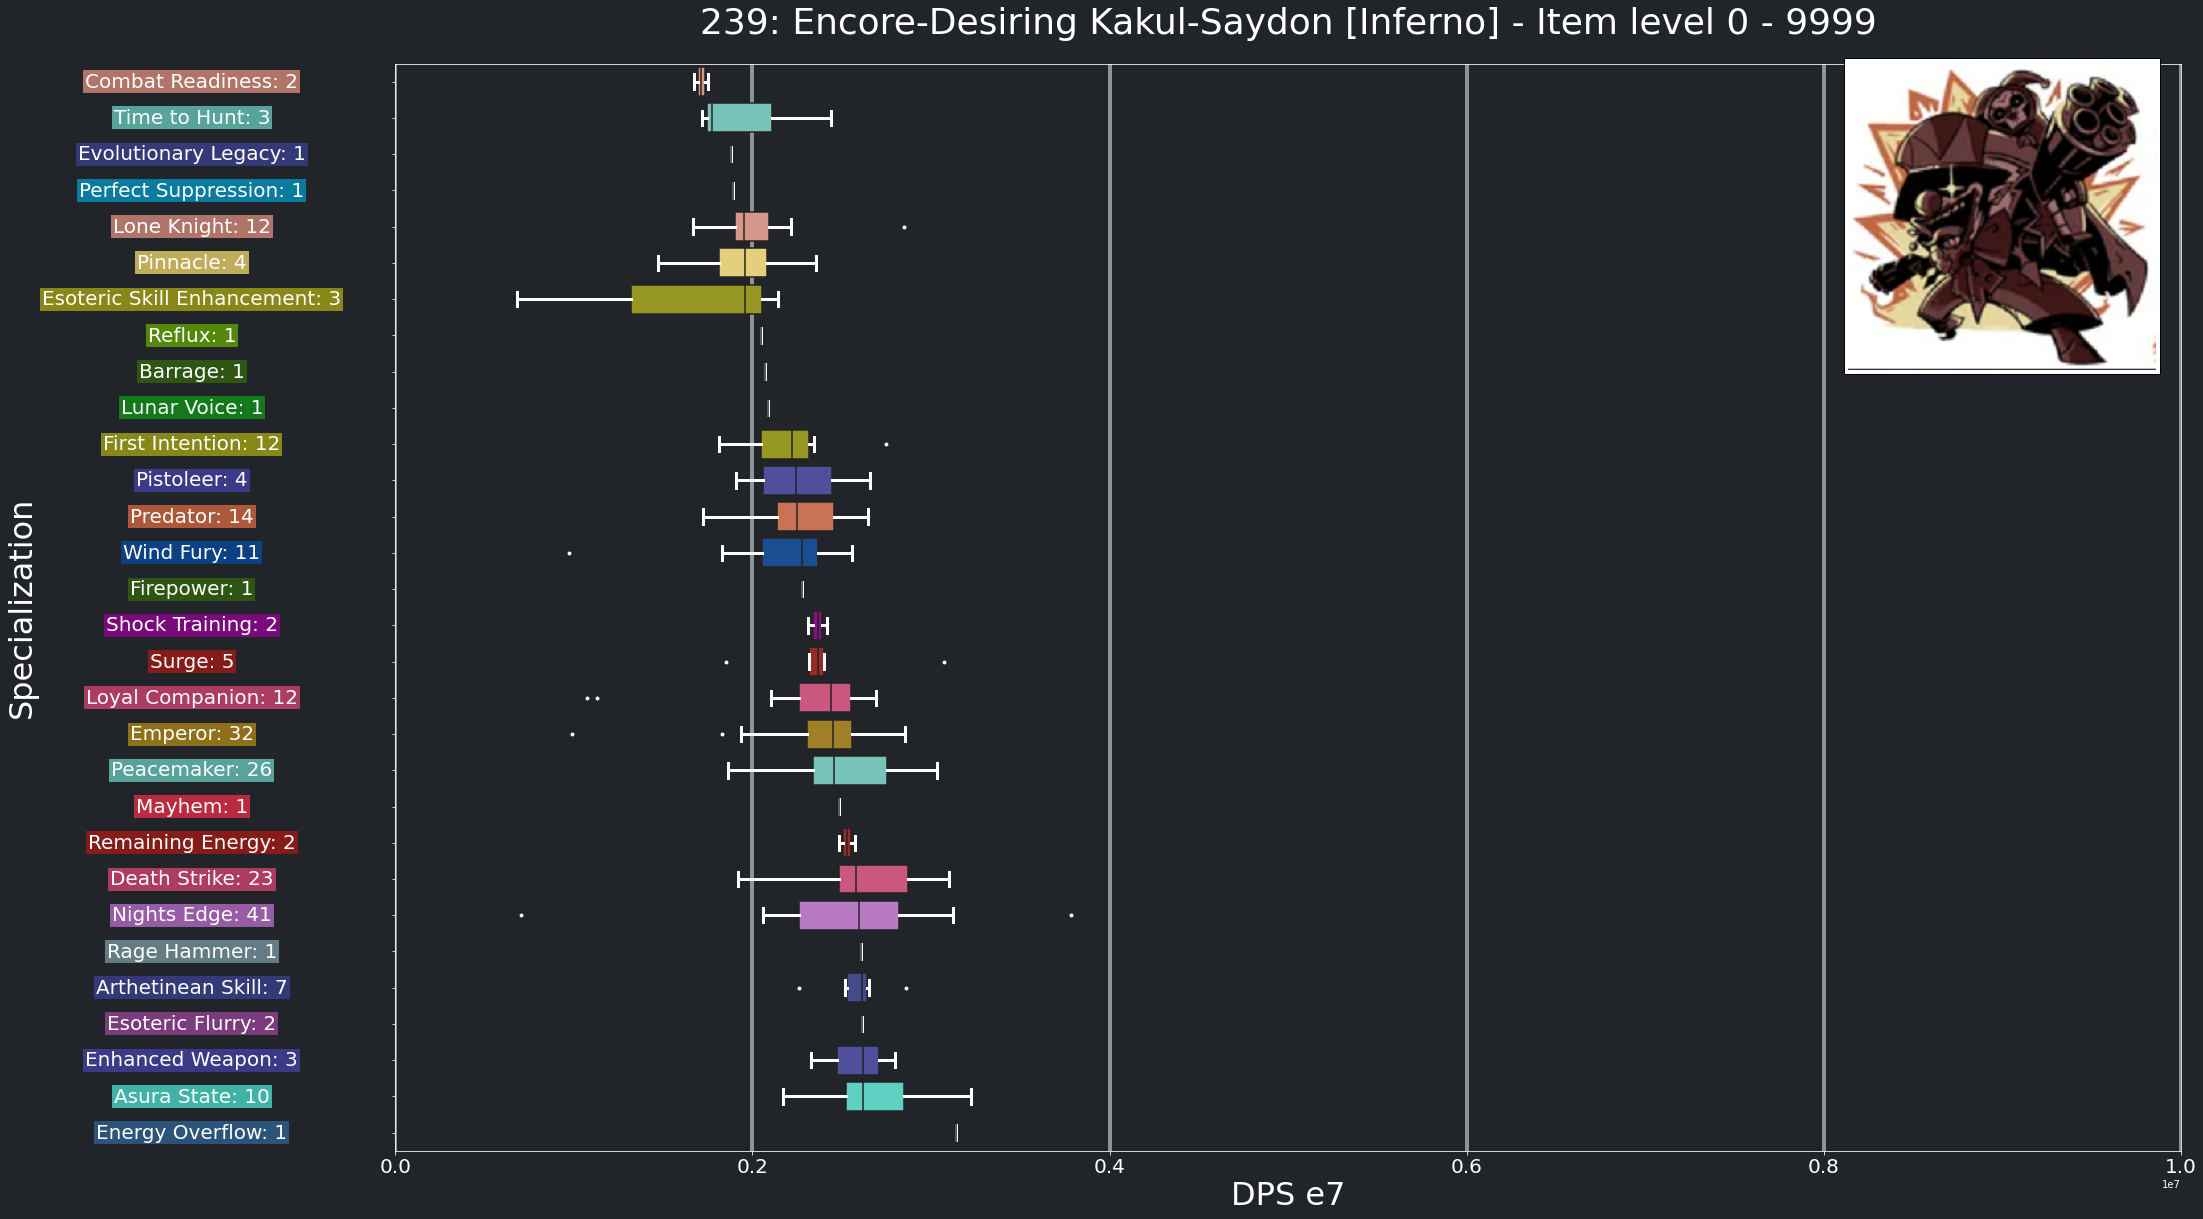 239: Encore-Desiring Kakul-Saydon [Inferno] - Item level 0 - 9999
Specialization
Combat Readiness: 2
Time to Hunt: 3
Evolutionary Legacy: 1
Perfect Suppression: 1
Lone Knight: 12
Pinnacle: 4
Esoteric Skill Enhancement: 3
Reflux: 1
Barrage: 1
Lunar Voice: 1
First Intention: 12
Pistoleer: 4
Predator: 14
Wind Fury: 11
Firepower: 1
Shock Training: 2
Surge: 5
Loyal Companion: 12
Emperor: 32
Peacemaker: 26
Mayhem: 1
Remaining Energy: 2
Death Strike: 23
Nights Edge: 41
Rage Hammer: 1
Arthetinean Skill: 7
Esoteric Flurry: 2
Enhanced Weapon: 3
Asura State: 10
Energy Overflow: 1
0.0 0.2 0.4 0.6 0.8 1.0
1e7
DPS e7